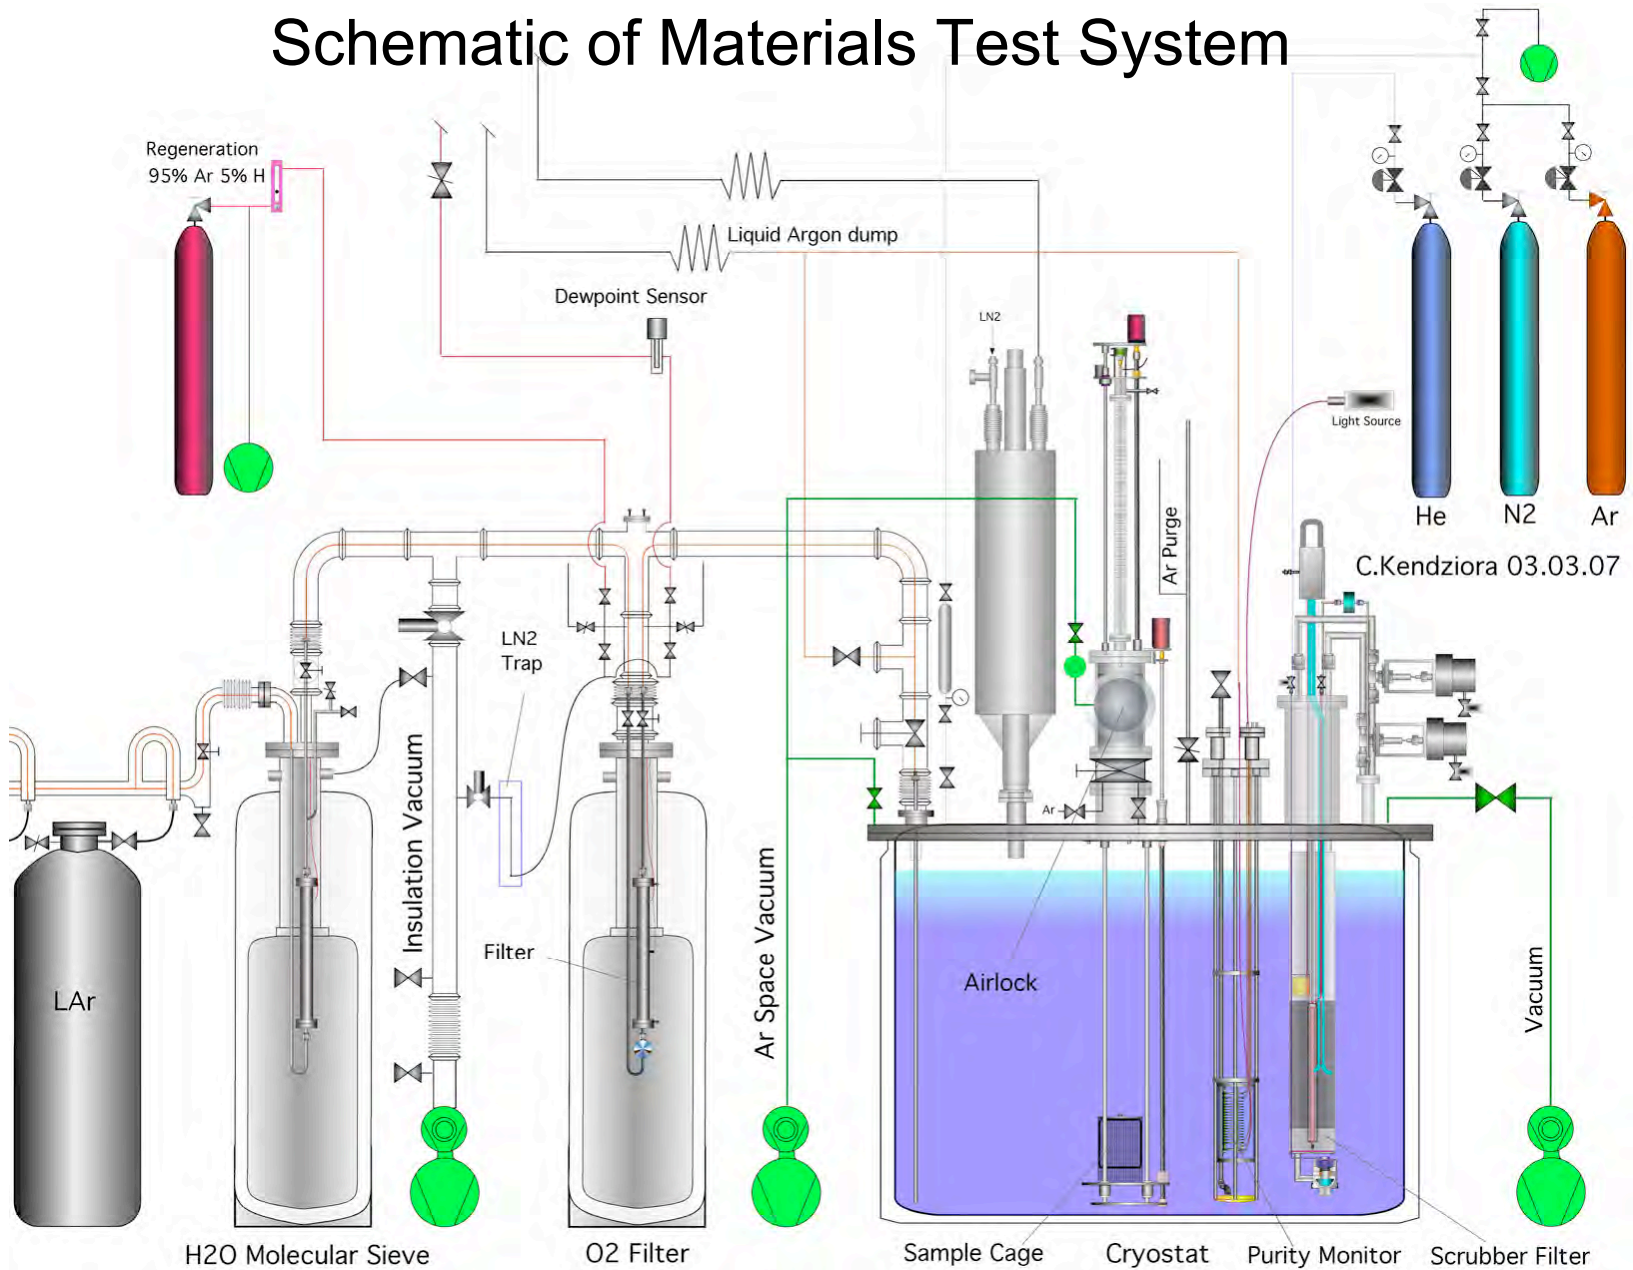 Schematic of Materials Test System
Regeneration
95% Ar 5% H
Liquid Argon dump
Dewpoint Sensor
LN2
Light Source
He
N2
Ar
C.Kendziora 03.03.07
Ar Purge
LN2
Trap
Insulation Vacuum
Ar
Filter
Ar Space Vacuum
Airlock
Vacuum
LAr
H2O Molecular Sieve
O2 Filter
Sample Cage
Cryostat
Purity Monitor
Scrubber Filter